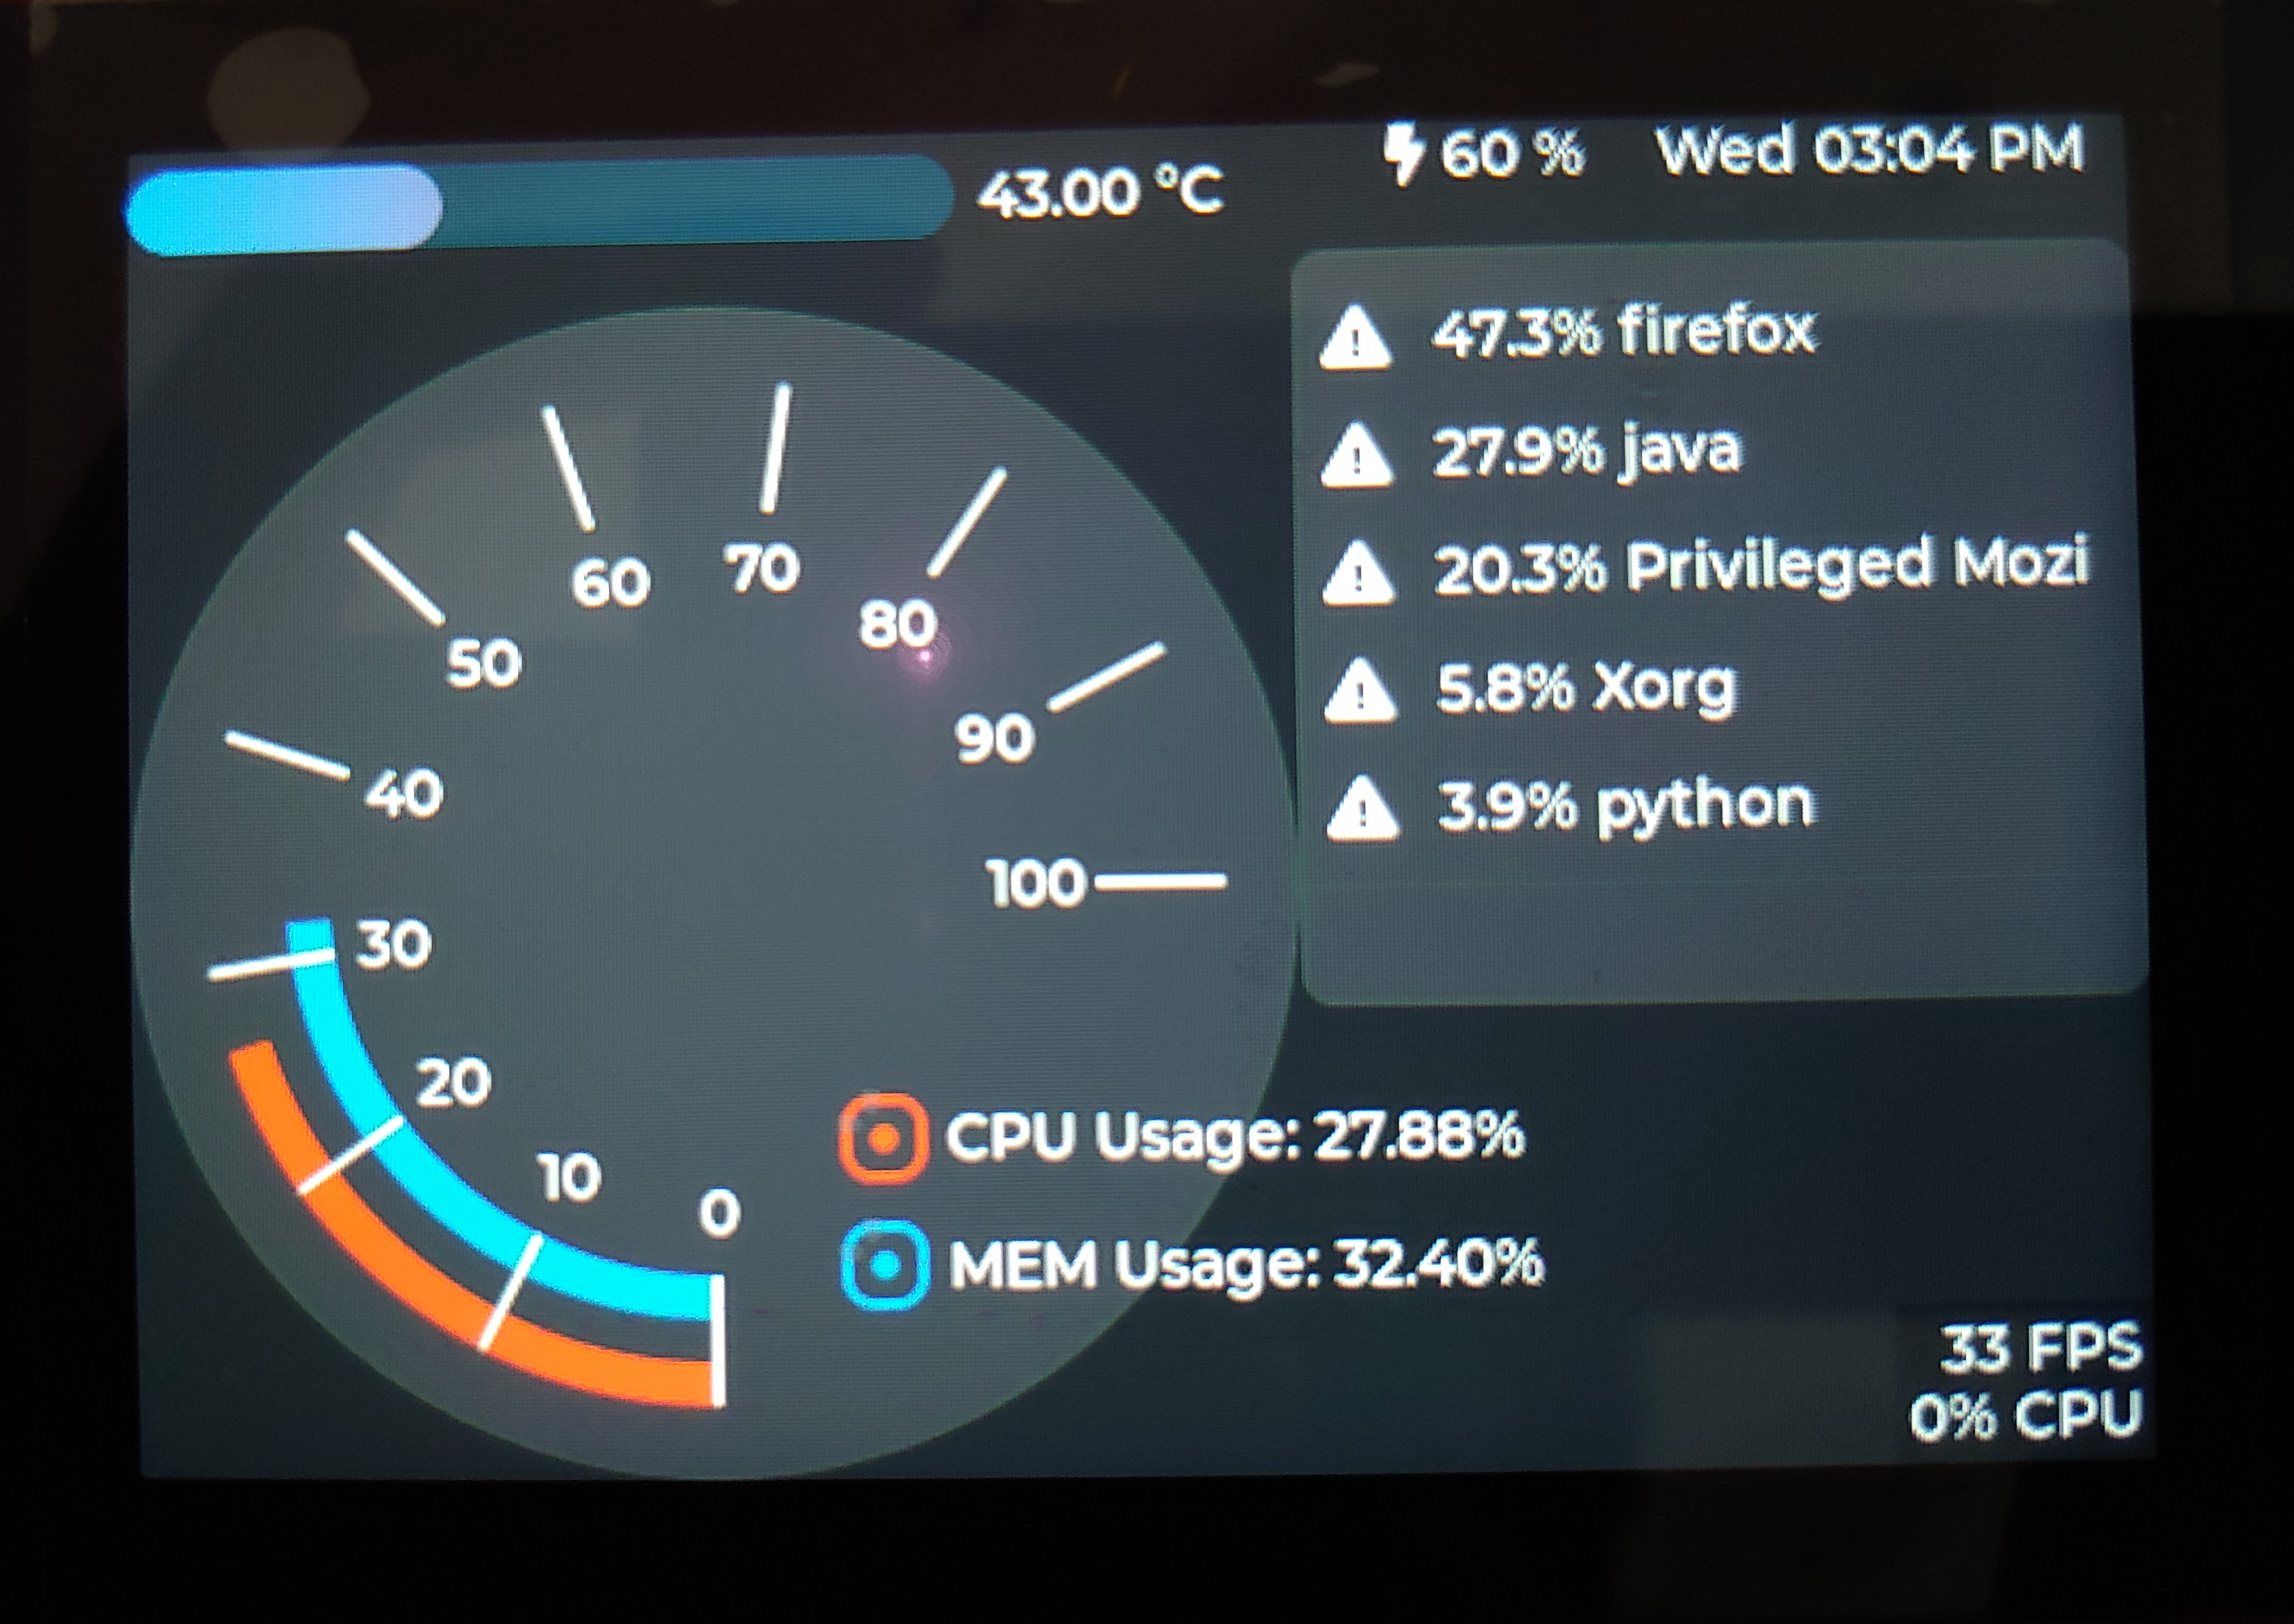 43.00 °C
60 %
Wed 03:04 PM
47.3% firefox
27.9% java
20.3% Privileged Mozi
5.8% Xorg
3.9% python
60
70
80
50
90
40
100
30
20
10
0
CPU Usage: 27.88%
MEM Usage: 32.40%
33 FPS
0% CPU